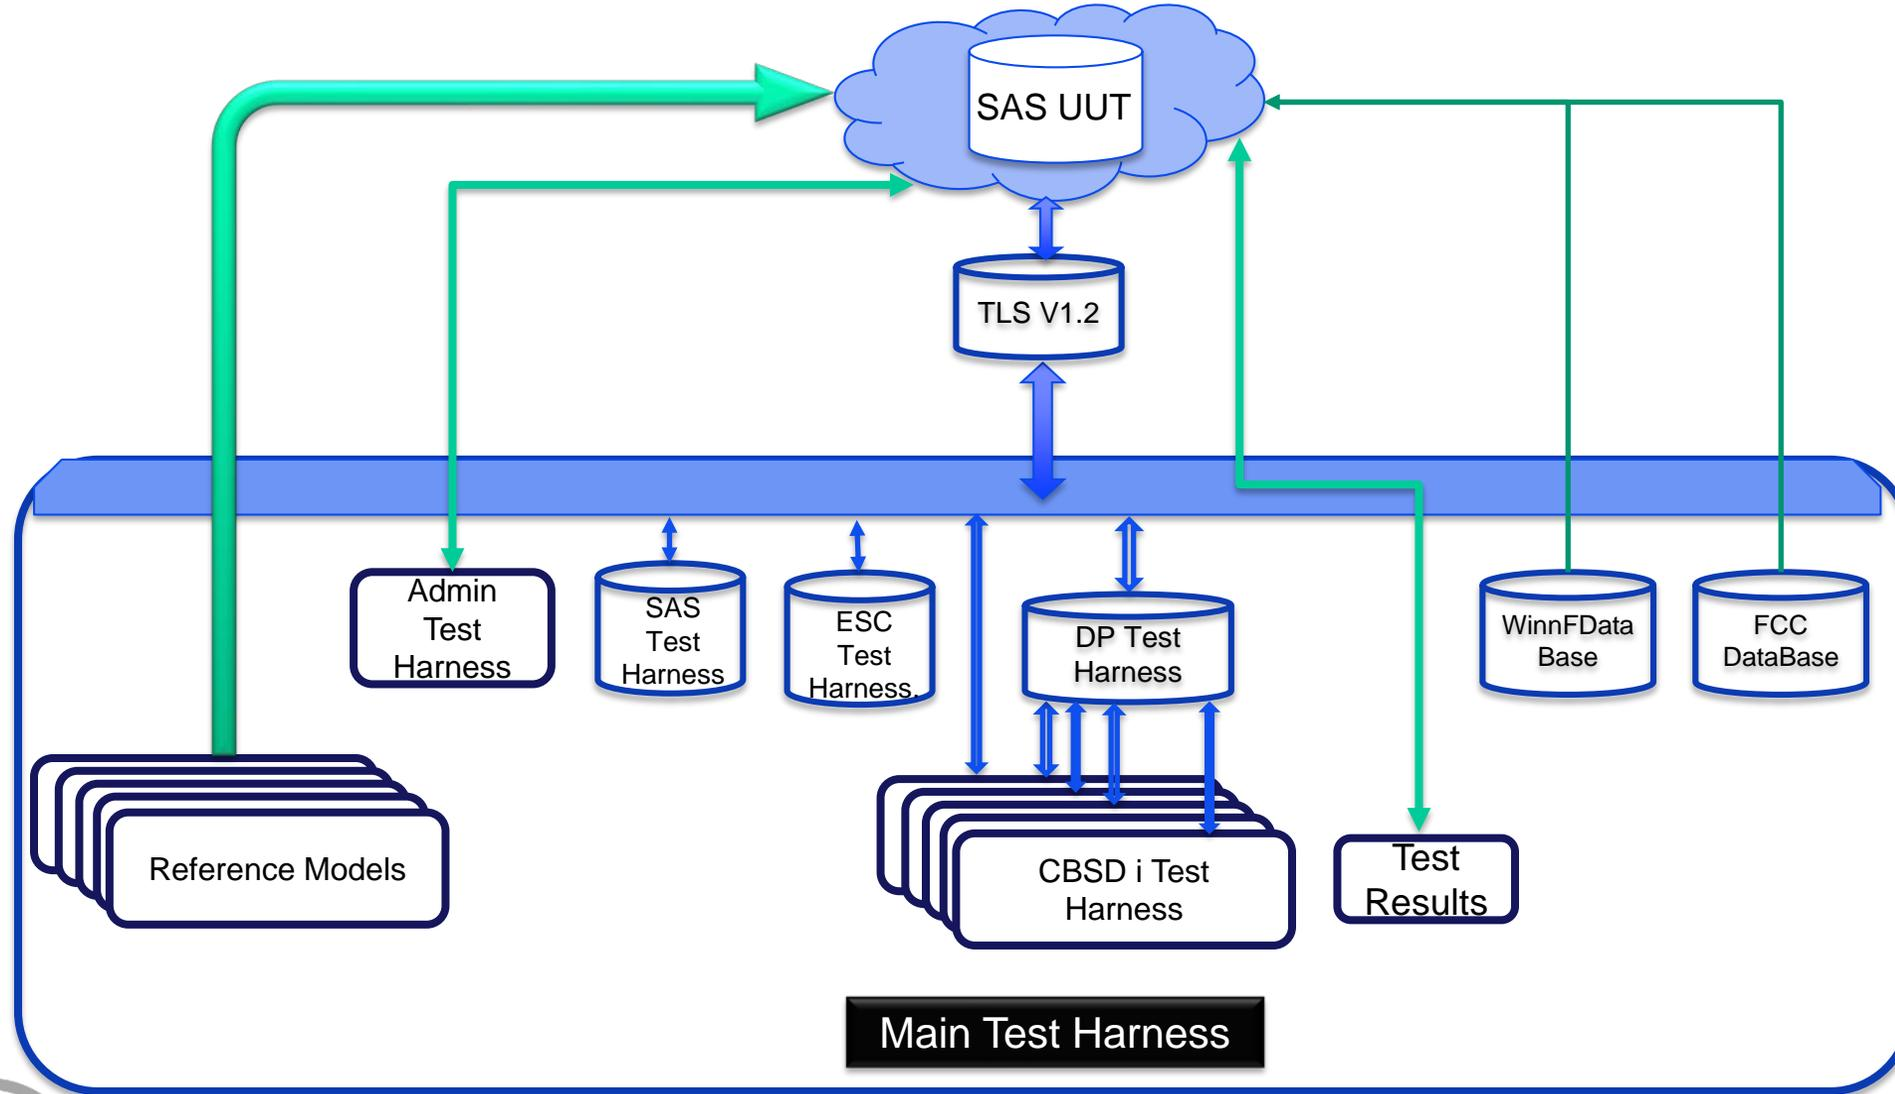 SAS UUT
TLS V1.2
Admin
Test
Harness
SAS
Test
Harness
ESC
Test
Harness.
DP Test
Harness
WinnFData
Base
FCC
DataBase
Reference Models
CBSD i Test
Harness
Test
Results
Main Test Harness